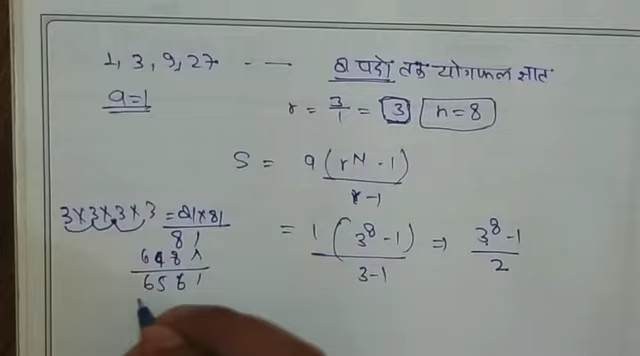 1, 3, 9, 27 ----- 8 पदो तक योगफल ज्ञात
a=1 r = 3/1 = 3 n=8
S = a(r^N - 1)/r-1
3×3×3×3 = 81×81
= 1(3^8 - 1)/3-1 ⇒ 3^8-1/2
81
648×
6561